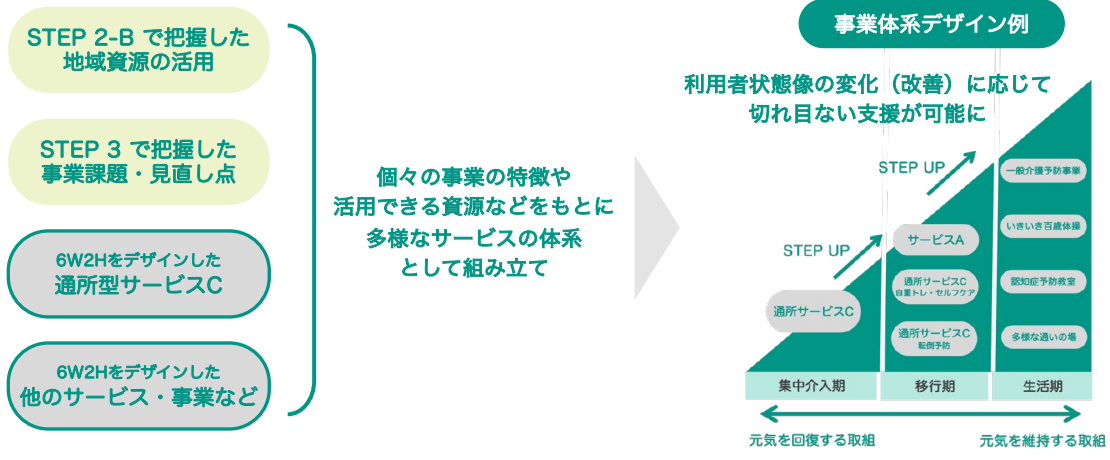 STEP 2-B で把握した
地域資源の活用
STEP 3 で把握した
事業課題・見直し点
6W2Hをデザインした
通所型サービスC
6W2Hをデザインした
他のサービス・事業など
個々の事業の特徴や
活用できる資源などをもとに
多様なサービスの体系
として組み立て
事業体系デザイン例
利用者状態像の変化（改善）に応じて
切れ目ない支援が可能に
STEP UP
STEP UP
通所サービスC
サービスA
通所サービスC
自重トレ・セルフケア
通所サービスC
転倒予防
一般介護予防事業
いきいき百歳体操
認知症予防教室
多様な通いの場
集中介入期
移行期
生活期
元気を回復する取組
元気を維持する取組